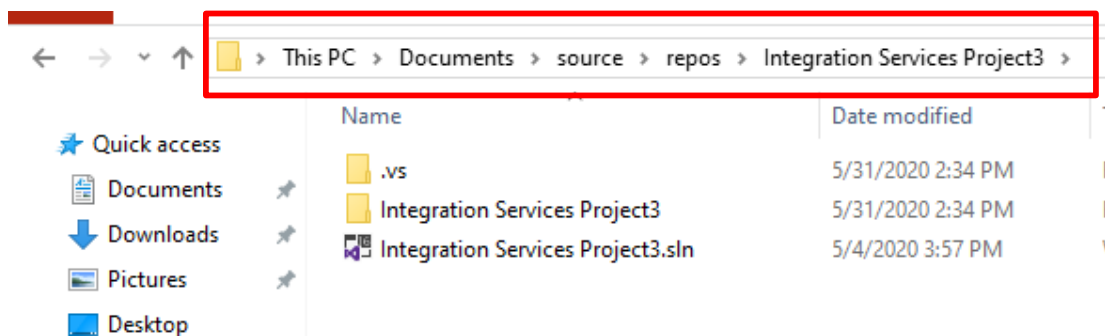 This PC > Documents > source > repos > Integration Services Project3 >
Name Date modified
Quick access
.vs 5/31/2020 2:34 PM
Documents
Integration Services Project3 5/31/2020 2:34 PM
Downloads
Integration Services Project3.sln 5/4/2020 3:57 PM
Pictures
Desktop